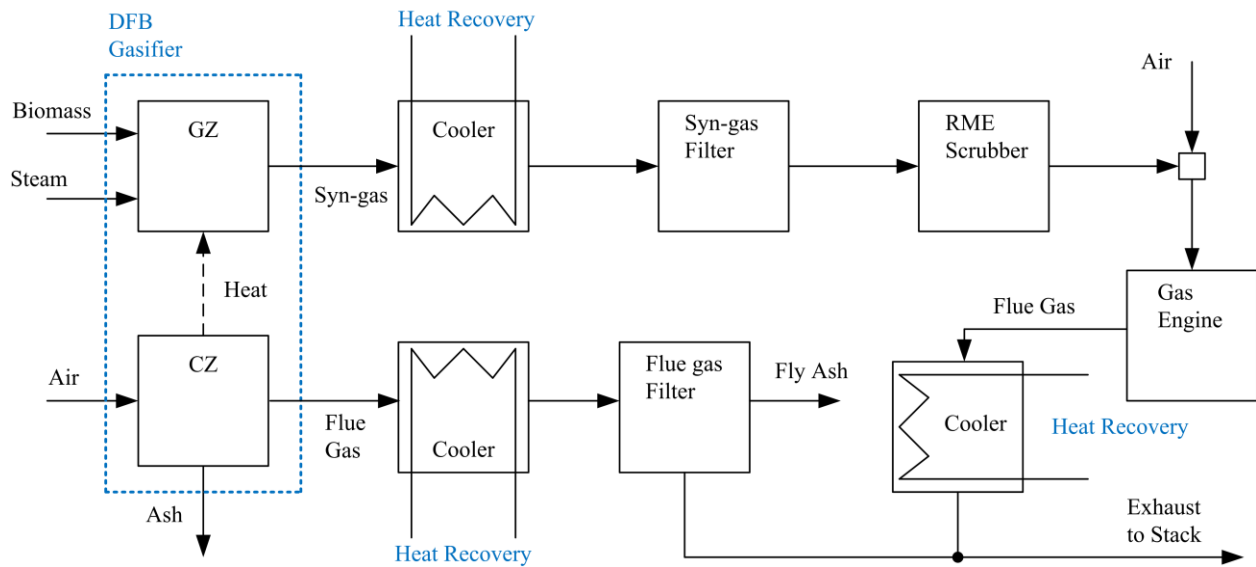 DFB
Gasifier
Heat Recovery
Air
Biomass
GZ
Cooler
Syn-gas
Filter
RME
Scrubber
Steam
Syn-gas
Heat
Gas
Engine
Flue Gas
CZ
Air
Flue gas
Filter
Fly Ash
Flue
Gas
Cooler
Cooler
Heat Recovery
Ash
Heat Recovery
Exhaust
to Stack